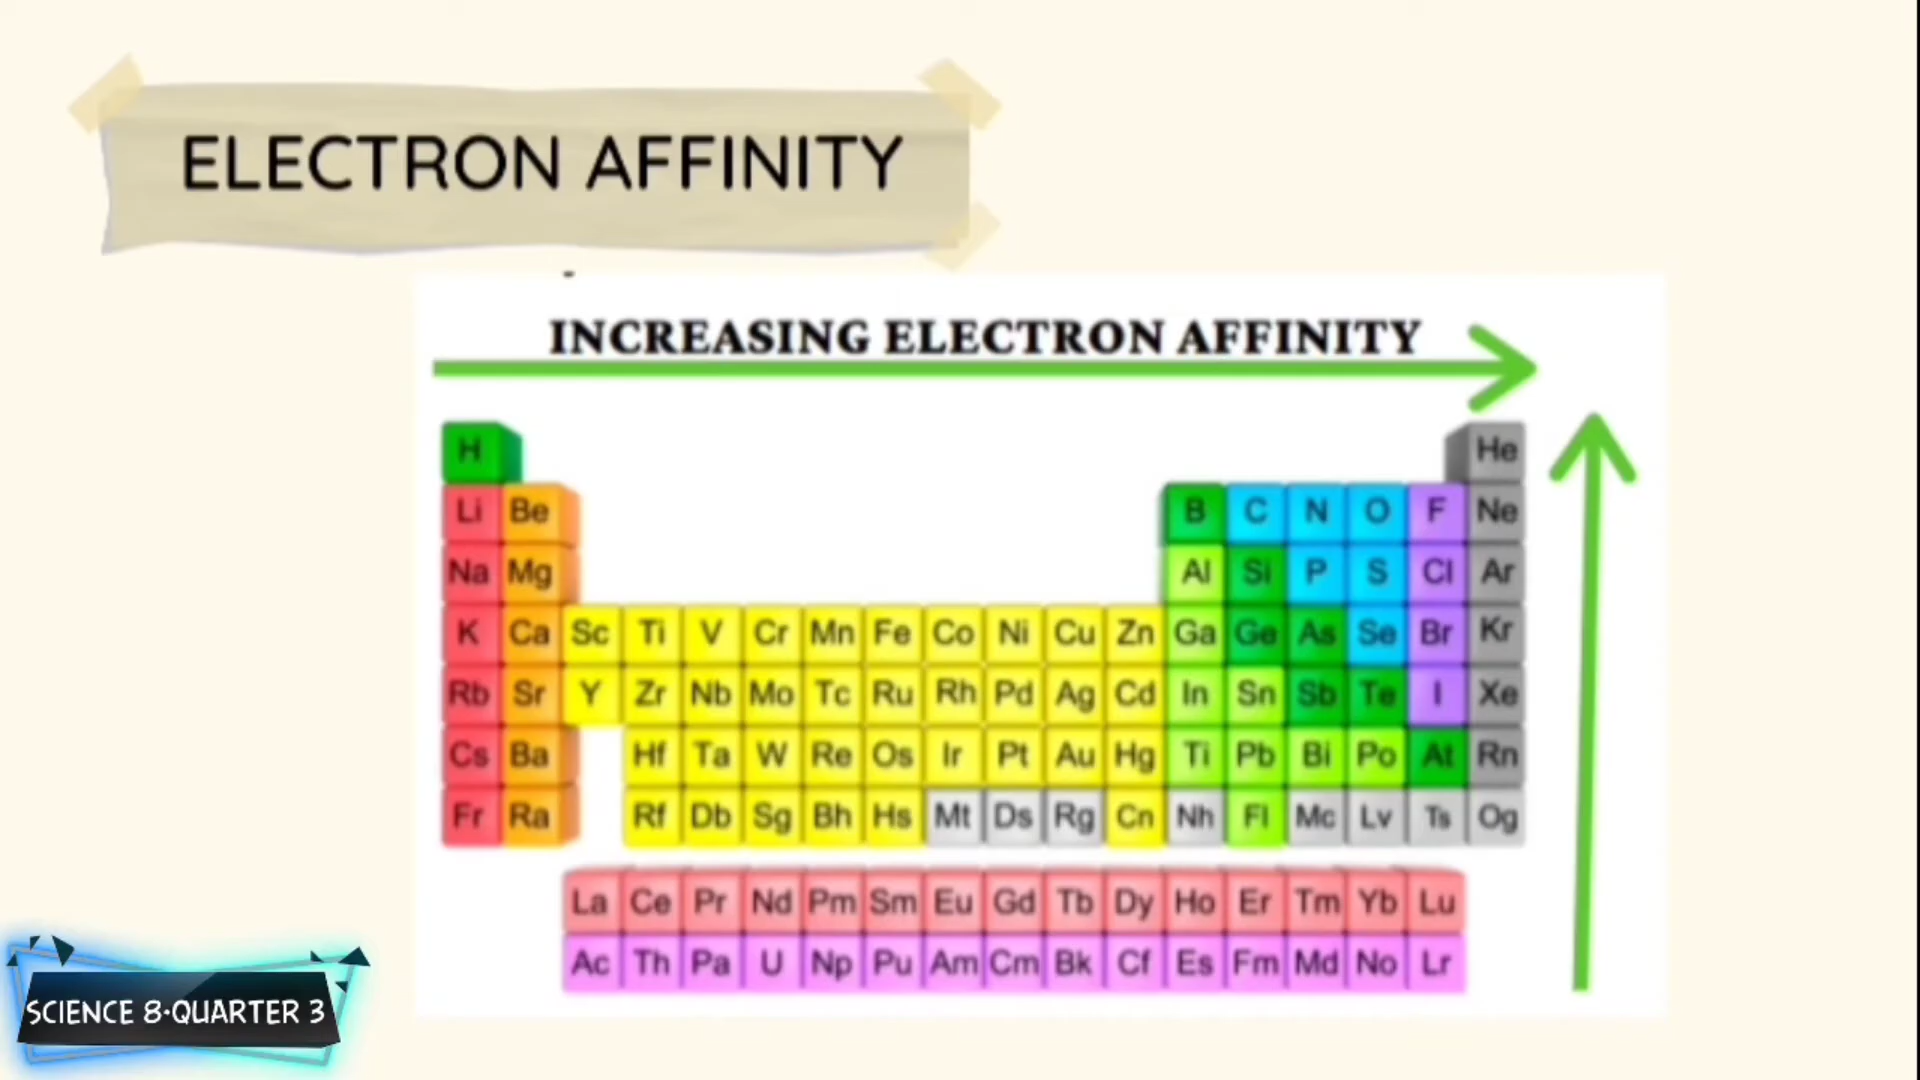 ELECTRON AFFINITY
INCREASING ELECTRON AFFINITY
H He
Li Be B C N O F Ne
Na Mg Al Si P S Cl Ar
K Ca Sc Ti V Cr Mn Fe Co Ni Cu Zn Ga Ge As Se Br Kr
Rb Sr Y Zr Nb Mo Tc Ru Rh Pd Ag Cd In Sn Sb Te I Xe
Cs Ba Hf Ta W Re Os Ir Pt Au Hg Ti Pb Bi Po At Rn
Fr Ra Rf Db Sg Bh Hs Mt Ds Rg Cn Nh Fl Mc Lv Ts Og
La Ce Pr Nd Pm Sm Eu Gd Tb Dy Ho Er Tm Yb Lu
Ac Th Pa U Np Pu Am Cm Bk Cf Es Fm Md No Lr
SCIENCE 8·QUARTER 3